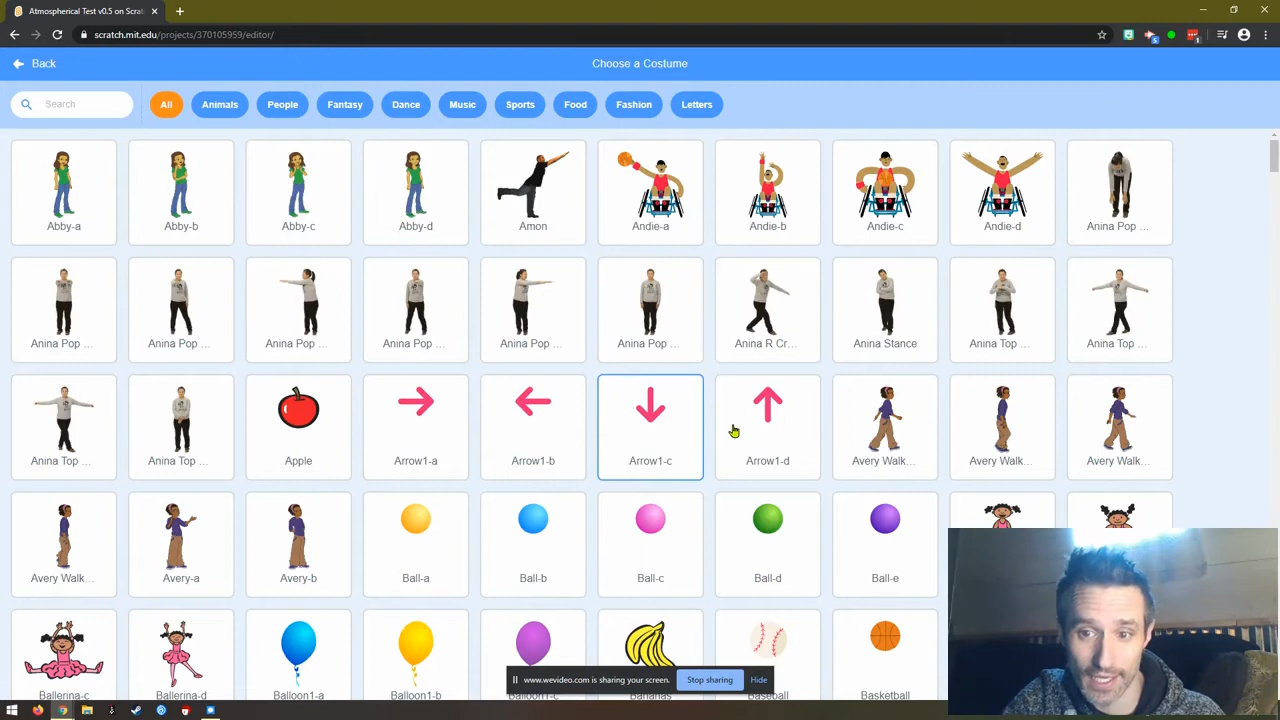 Atmospherical Test v0.5 on Scrat
scratch.mit.edu/projects/370105959/editor/
Back
Choose a Costume
Search
All
Animals
People
Fantasy
Dance
Music
Sports
Food
Fashion
Letters
Abby-a
Abby-b
Abby-c
Abby-d
Amon
Andie-a
Andie-b
Andie-c
Andie-d
Anina Pop ...
Anina Pop ...
Anina Pop ...
Anina Pop ...
Anina Pop ...
Anina Pop ...
Anina Pop ...
Anina R Cr...
Anina Stance
Anina Top ...
Anina Top ...
Anina Top ...
Anina Top ...
Apple
Arrow1-a
Arrow1-b
Arrow1-c
Arrow1-d
Avery Walk...
Avery Walk...
Avery Walk...
Avery Walk...
Avery-a
Avery-b
Ball-a
Ball-b
Ball-c
Ball-d
Ball-e
Ballerina-c
Ballerina-d
Balloon1-a
Balloon1-b
Balloon1-c
Bananas
Baseball
Basketball
www.wevideo.com is sharing your screen.
Stop sharing
Hide